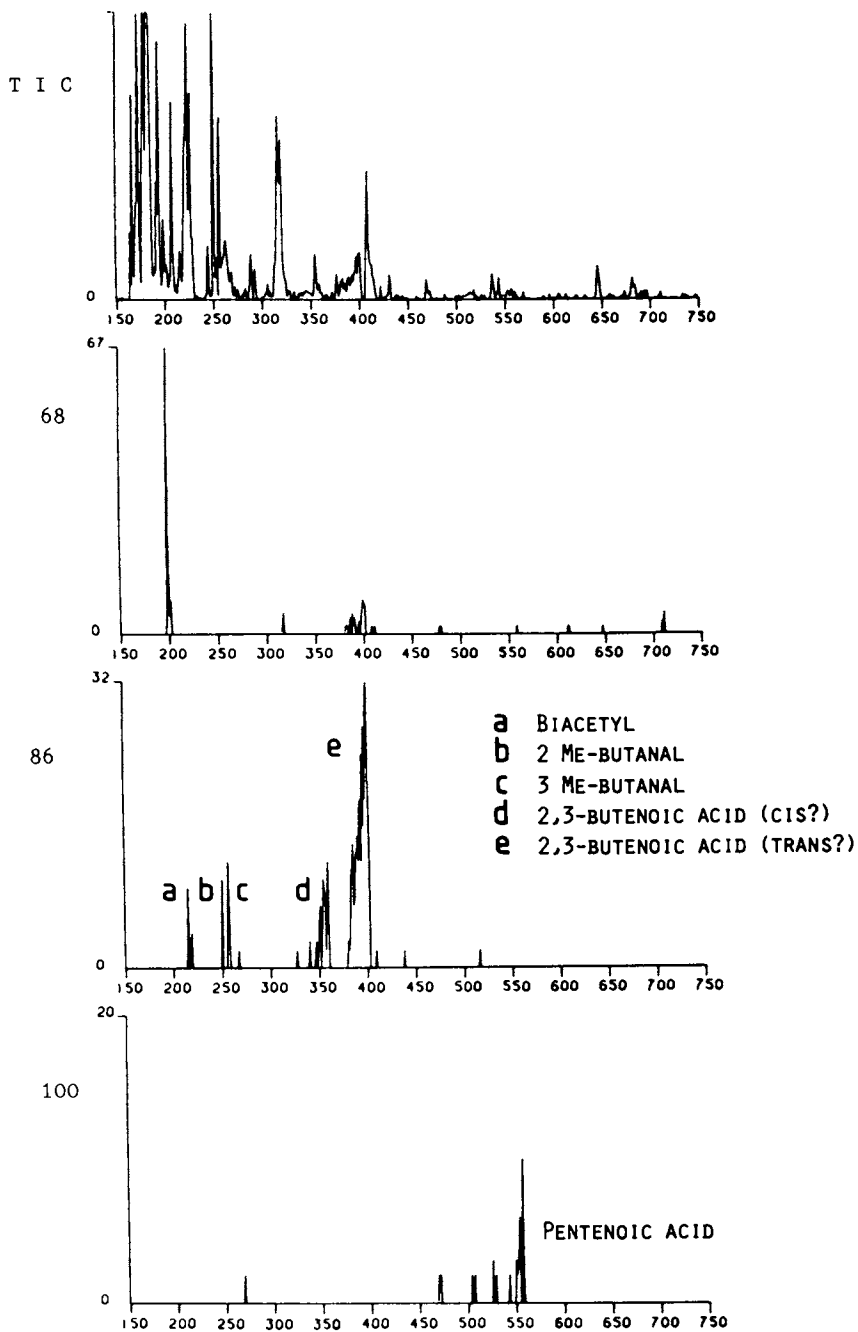 T I C
0
150 200 250 300 350 400 450 500 550 600 650 700 750
67
68
0
150 200 250 300 350 400 450 500 550 600 650 700 750
32
86
a BIACETYL
b 2 ME-BUTANAL
c 3 ME-BUTANAL
d 2,3-BUTENOIC ACID (CIS?)
e 2,3-BUTENOIC ACID (TRANS?)
e
a b c d
0
150 200 250 300 350 400 450 500 550 600 650 700 750
20
100
PENTENOIC ACID
0
150 200 250 300 350 400 450 500 550 600 650 700 750